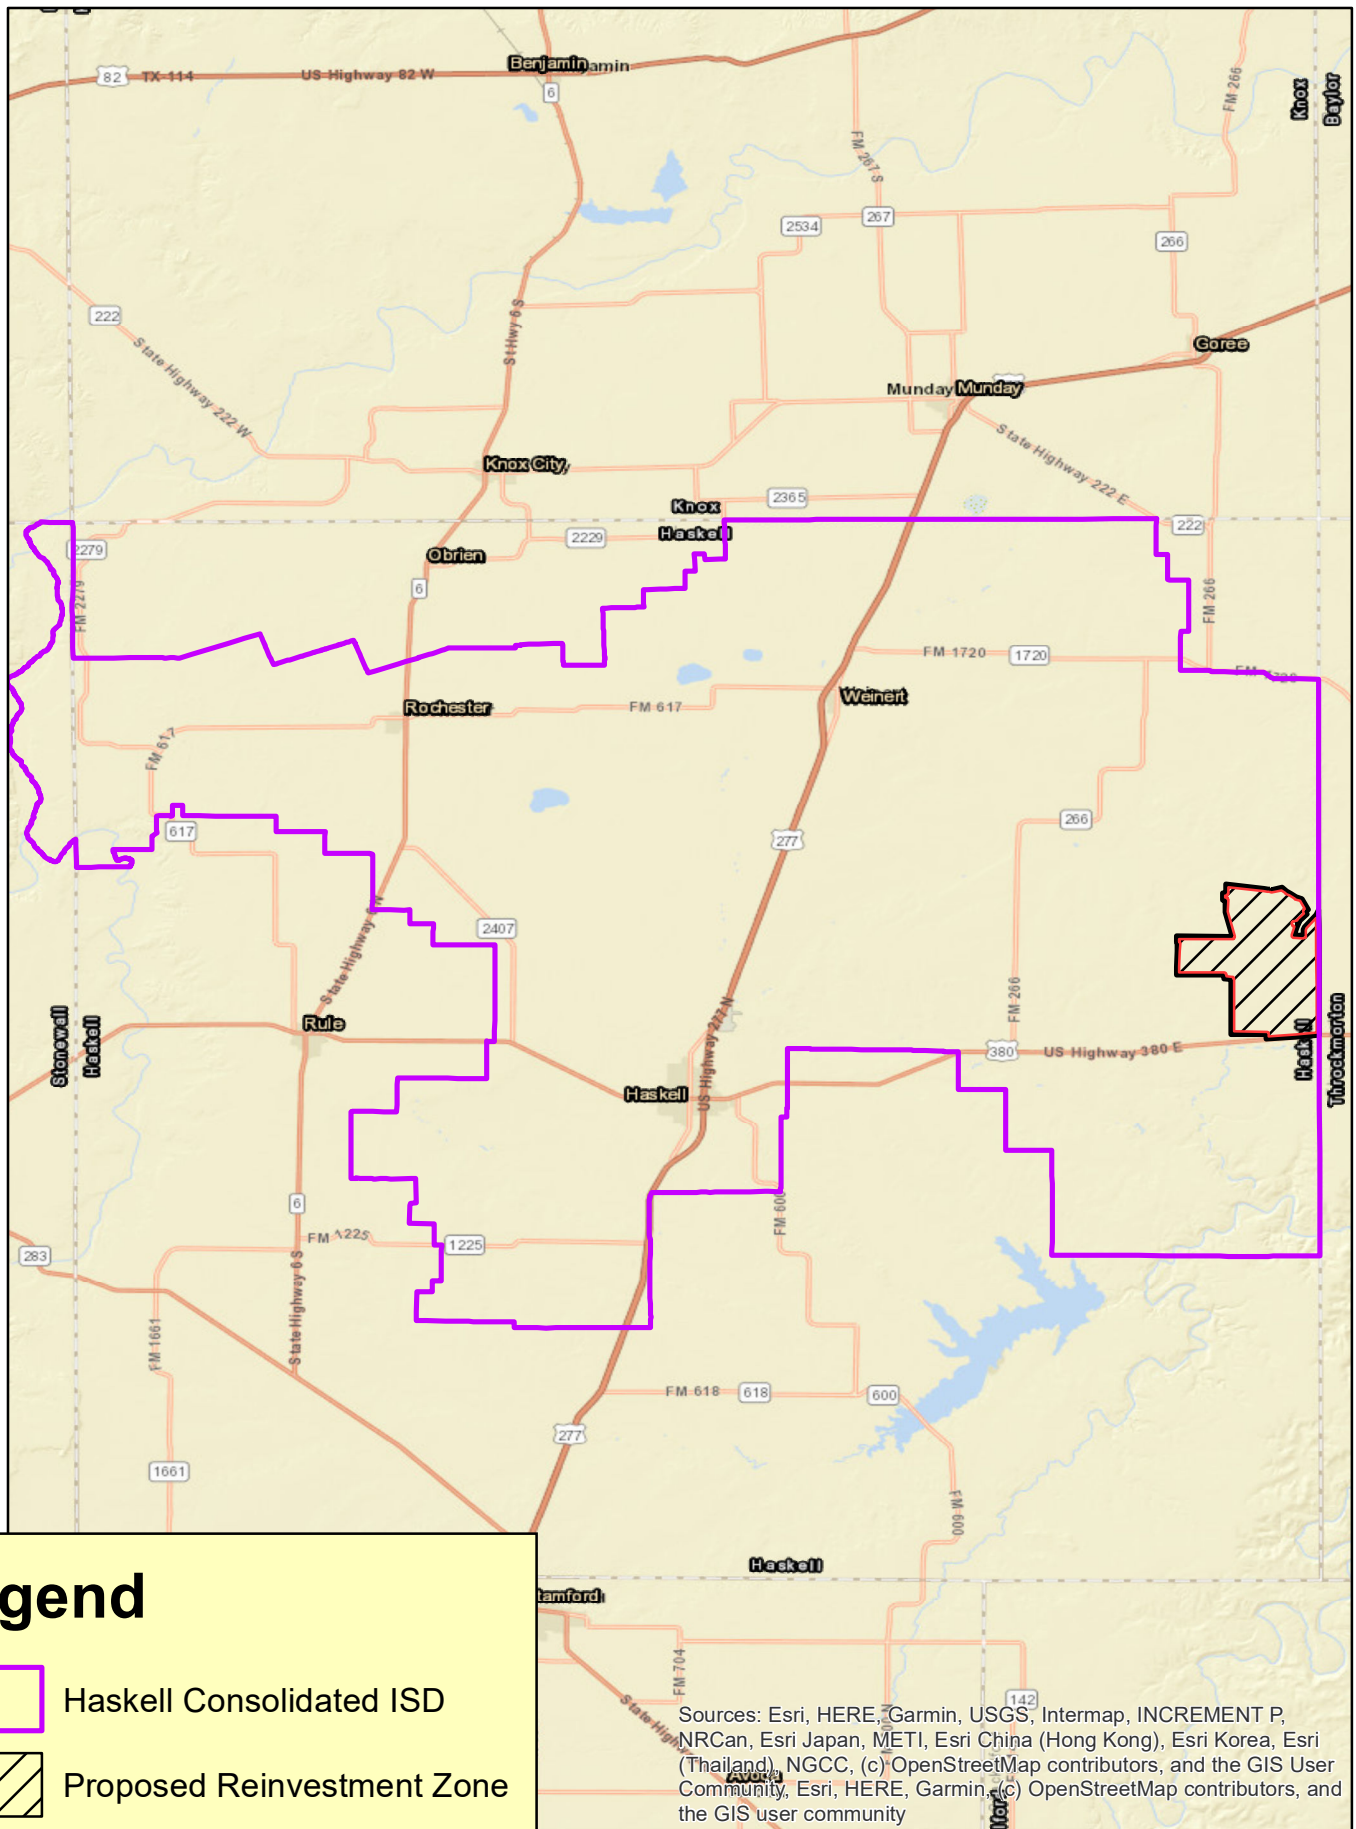 Benjamin
amin
82
TX 114
US Highway 82 W
6
FM 266
Knox
Baylor
FM 267 S
2534
267
266
222
State Highway 222 W
St Hwy 6 S
Goree
Munday
Munday
State Highway 222 E
Knox City
2365
Knox
Haskell
222
2279
FM 2279
Obrien
2229
6
FM 266
FM 1720
1720
Weinert
Rochester
FM 617
FM 617
617
266
277
2407
State Highway 6 N
FM 266
Stonewall
Haskell
Rule
US Highway 277 N
380
US Highway 380 E
Haskell
Throckmorton
Haskell
6
FM 600
FM 1225
1225
283
State Highway 6 S
FM 1661
FM 618
618
600
277
1661
FM 600
Haskell
gend
Haskell Consolidated ISD
Proposed Reinvestment Zone
tamford
FM 704
142
Avoca
Sources: Esri, HERE, Garmin, USGS, Intermap, INCREMENT P,
NRCan, Esri Japan, METI, Esri China (Hong Kong), Esri Korea, Esri
(Thailand), NGCC, (c) OpenStreetMap contributors, and the GIS User
Community, Esri, HERE, Garmin, (c) OpenStreetMap contributors, and
the GIS user community